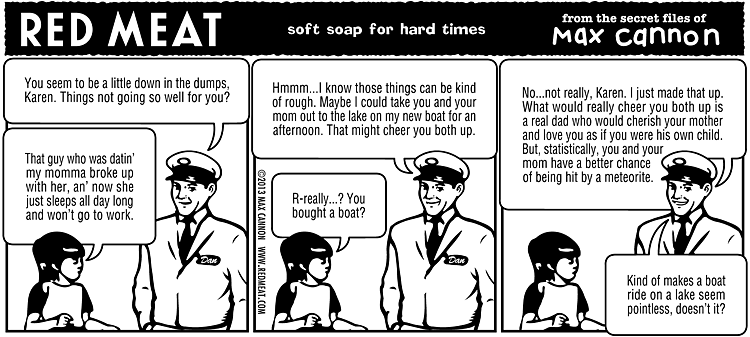 RED MEAT
soft soap for hard times
from the secret files of
Max Cannon
You seem to be a little down in the dumps,
Karen. Things not going so well for you?
That guy who was datin'
my momma broke up
with her, an' now she
just sleeps all day long
and won't go to work.
Dan
©2013 MAX CANNON WWW.REDMEAT.COM
Hmmm...I know those things can be kind
of rough. Maybe I could take you and your
mom out to the lake on my new boat for an
afternoon. That might cheer you both up.
R-really...? You
bought a boat?
Dan
No...not really, Karen. I just made that up.
What would really cheer you both up is
a real dad who would cherish your mother
and love you as if you were his own child.
But, statistically, you and your
mom have a better chance
of being hit by a meteorite.
Kind of makes a boat
ride on a lake seem
pointless, doesn't it?